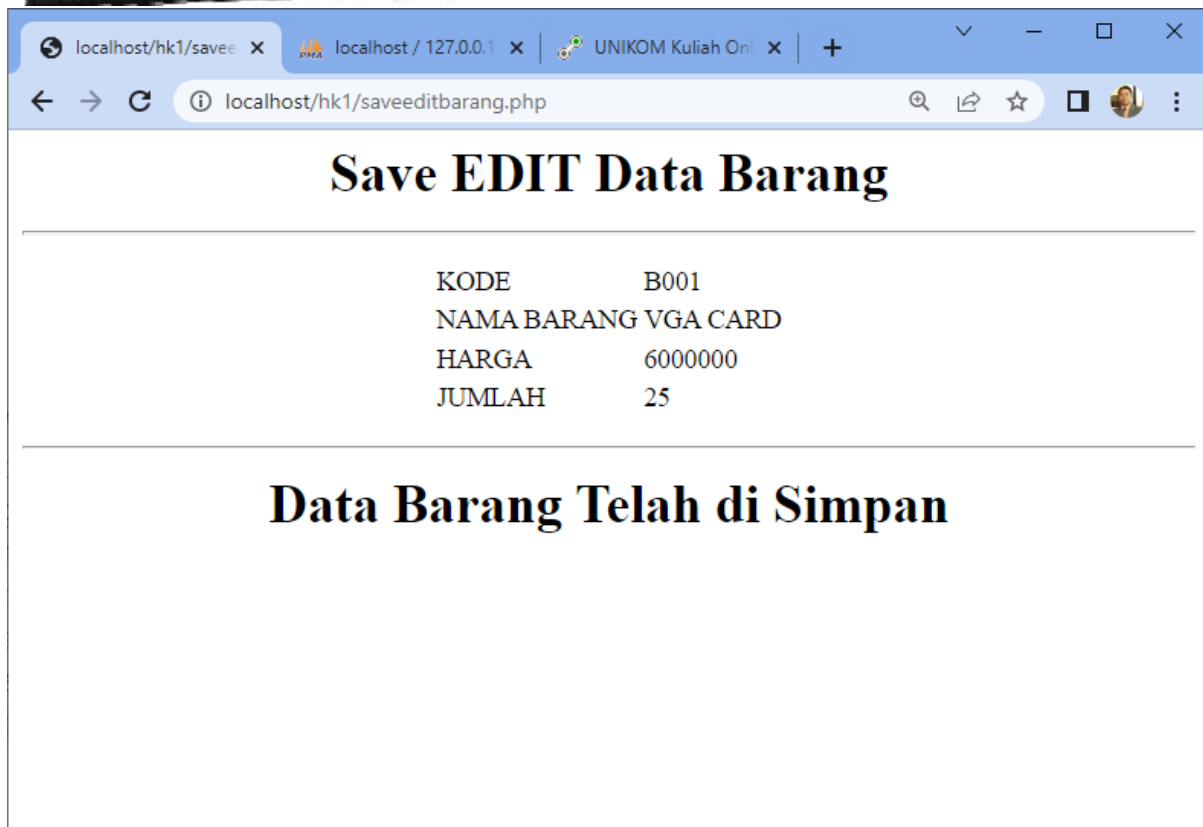 localhost/hk1/savee
PMA localhost / 127.0.0.1
UNIKOM Kuliah Onl
localhost/hk1/saveeditbarang.php
Save EDIT Data Barang
KODE B001
NAMA BARANG VGA CARD
HARGA 6000000
JUMLAH 25
Data Barang Telah di Simpan